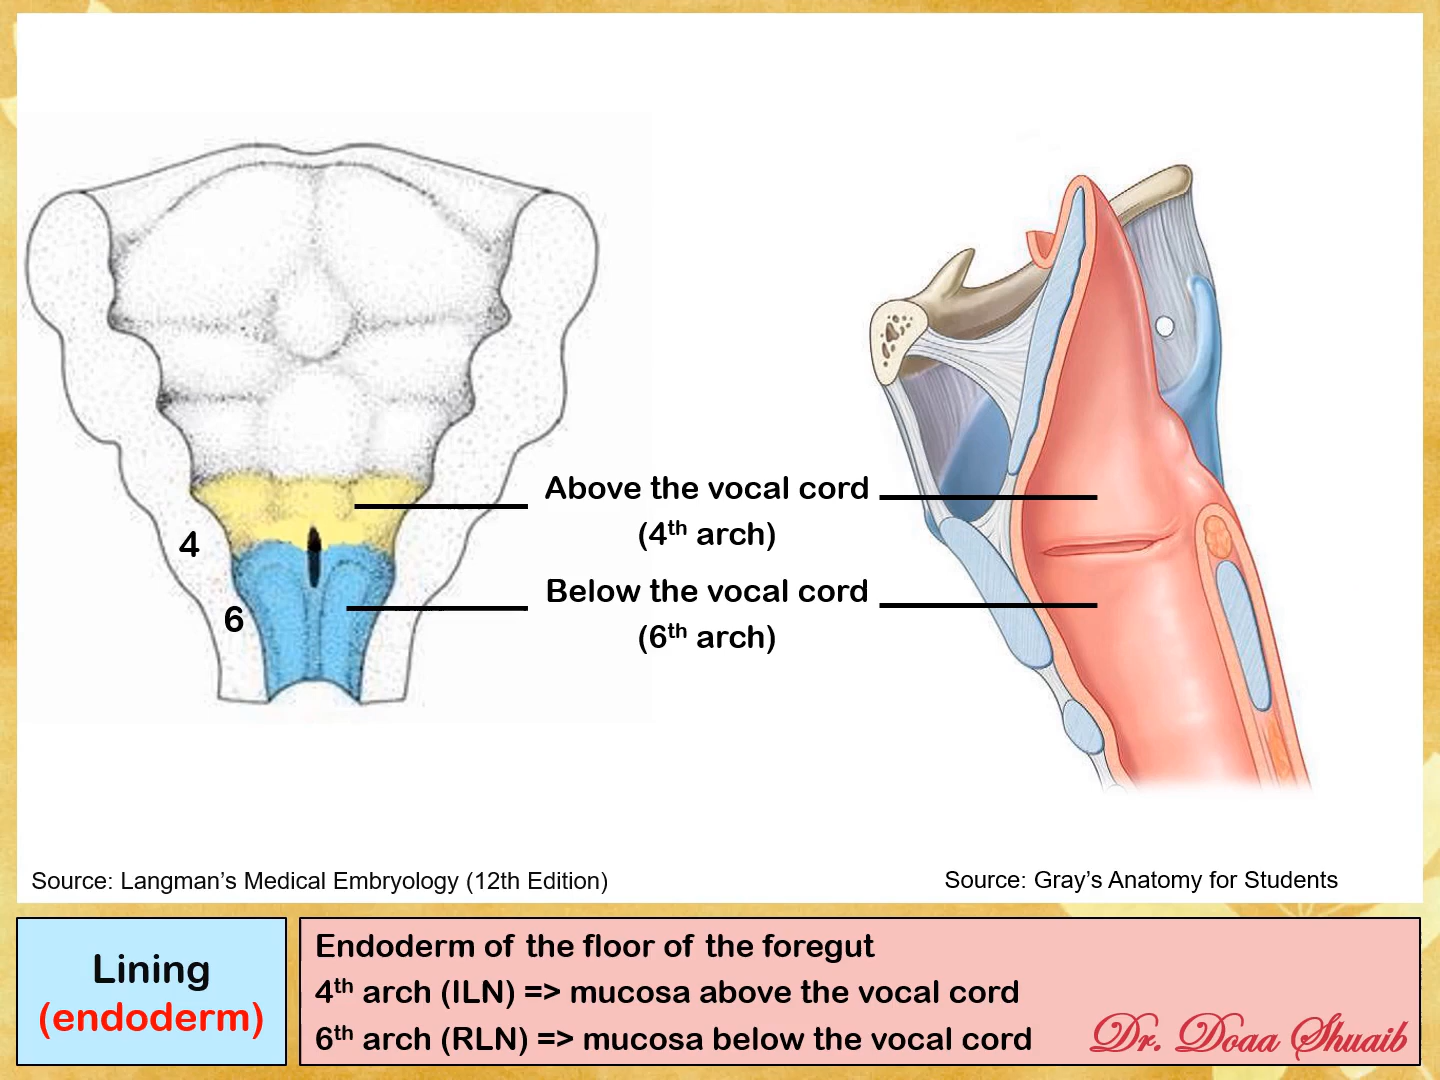 Above the vocal cord
(4th arch)
4
Below the vocal cord
6
(6th arch)
Source: Langman’s Medical Embryology (12th Edition)
Source: Gray’s Anatomy for Students
Lining
(endoderm)
Endoderm of the floor of the foregut
4th arch (ILN) => mucosa above the vocal cord
6th arch (RLN) => mucosa below the vocal cord
Dr. Doaa Shuaib